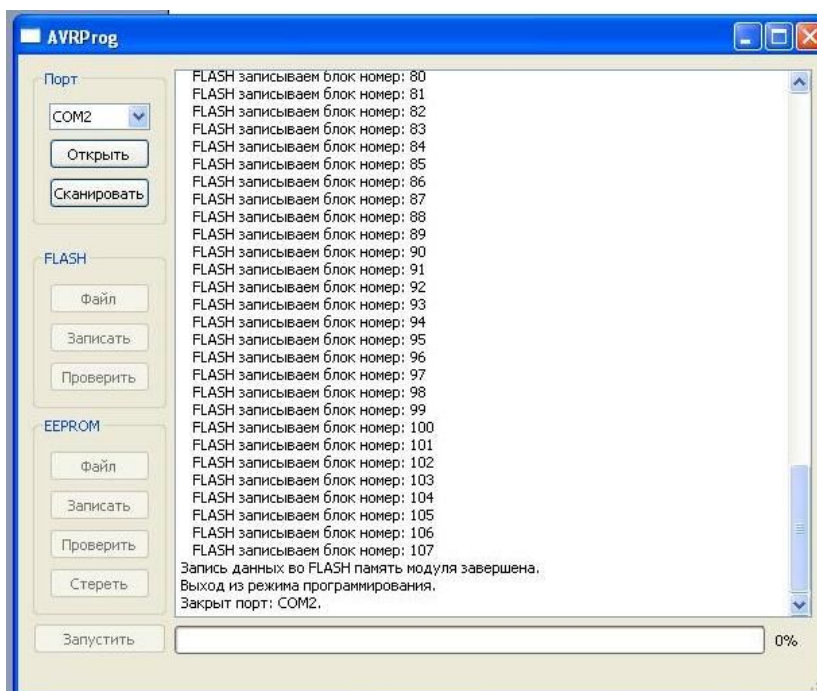 AVRProg
Порт
COM2
Открыть
Сканировать
FLASH
Файл
Записать
Проверить
EEPROM
Файл
Записать
Проверить
Стереть
Запустить
FLASH записываем блок номер: 80
FLASH записываем блок номер: 81
FLASH записываем блок номер: 82
FLASH записываем блок номер: 83
FLASH записываем блок номер: 84
FLASH записываем блок номер: 85
FLASH записываем блок номер: 86
FLASH записываем блок номер: 87
FLASH записываем блок номер: 88
FLASH записываем блок номер: 89
FLASH записываем блок номер: 90
FLASH записываем блок номер: 91
FLASH записываем блок номер: 92
FLASH записываем блок номер: 93
FLASH записываем блок номер: 94
FLASH записываем блок номер: 95
FLASH записываем блок номер: 96
FLASH записываем блок номер: 97
FLASH записываем блок номер: 98
FLASH записываем блок номер: 99
FLASH записываем блок номер: 100
FLASH записываем блок номер: 101
FLASH записываем блок номер: 102
FLASH записываем блок номер: 103
FLASH записываем блок номер: 104
FLASH записываем блок номер: 105
FLASH записываем блок номер: 106
FLASH записываем блок номер: 107
Запись данных во FLASH память модуля завершена.
Выход из режима программирования.
Закрыт порт: COM2.
0%